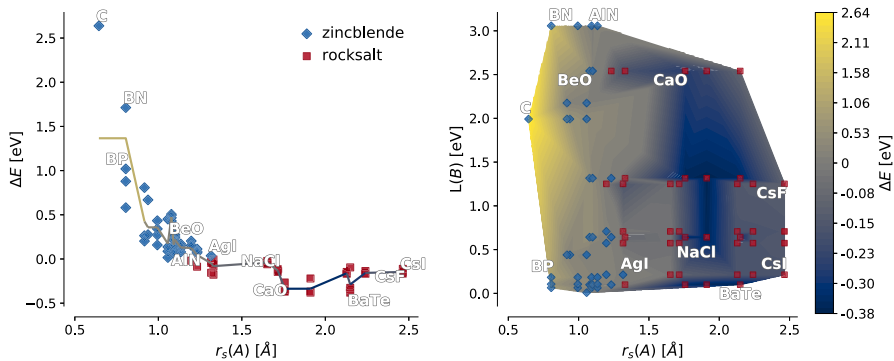 C
zincblende
rocksalt
2.5
2.0
BN
1.5
BP
1.0
0.5
BeO
AgI
0.0
AlN
NaCl
CsI
CsF
CaO
BaTe
−0.5
ΔE [eV]
0.5 1.0 1.5 2.0 2.5
r_s(A) [Å]
BN AlN
3.0
BeO CaO
2.5
C
2.0
1.5
CsF
1.0
0.5
NaCl
BP AgI CsI
0.0
BaTe
L(B) [eV]
0.5 1.0 1.5 2.0 2.5
r_s(A) [Å]
2.64
2.11
1.58
1.06
0.53
0
-0.08
-0.15
-0.23
-0.30
-0.38
ΔE [eV]